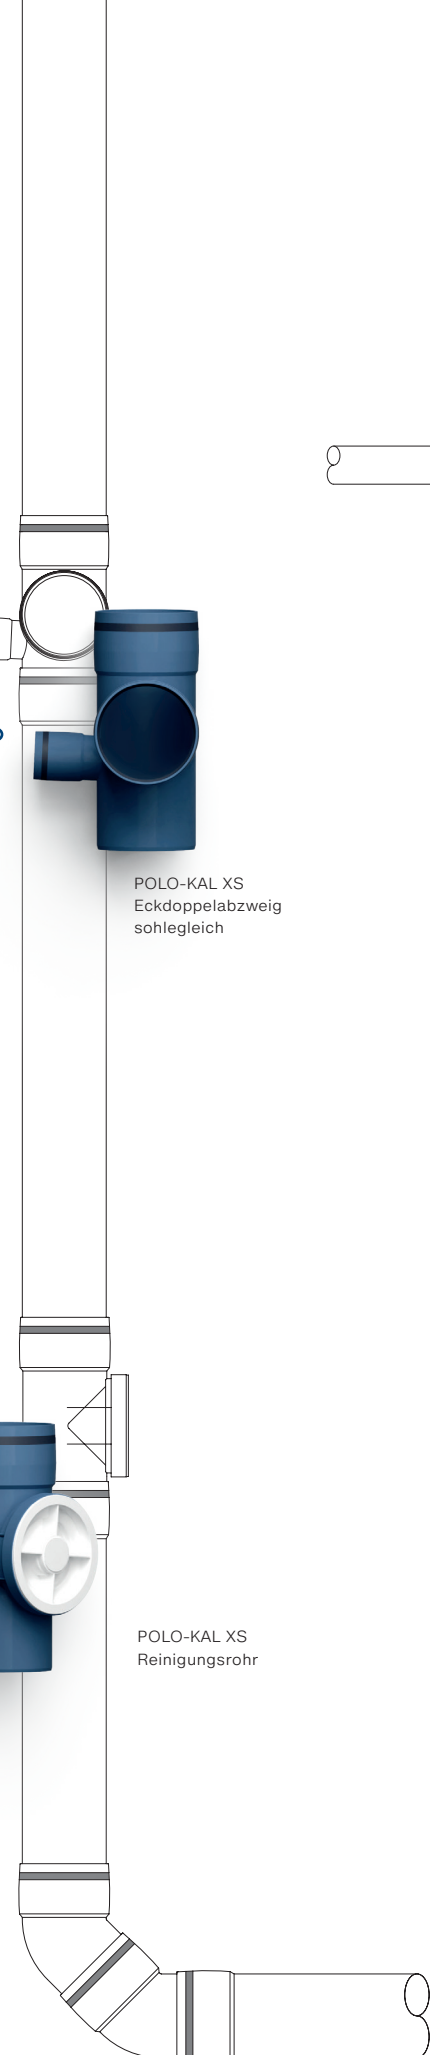 POLO-KAL XS
Eckdoppelabzweig
sohlegleich
POLO-KAL XS
Reinigungsrohr